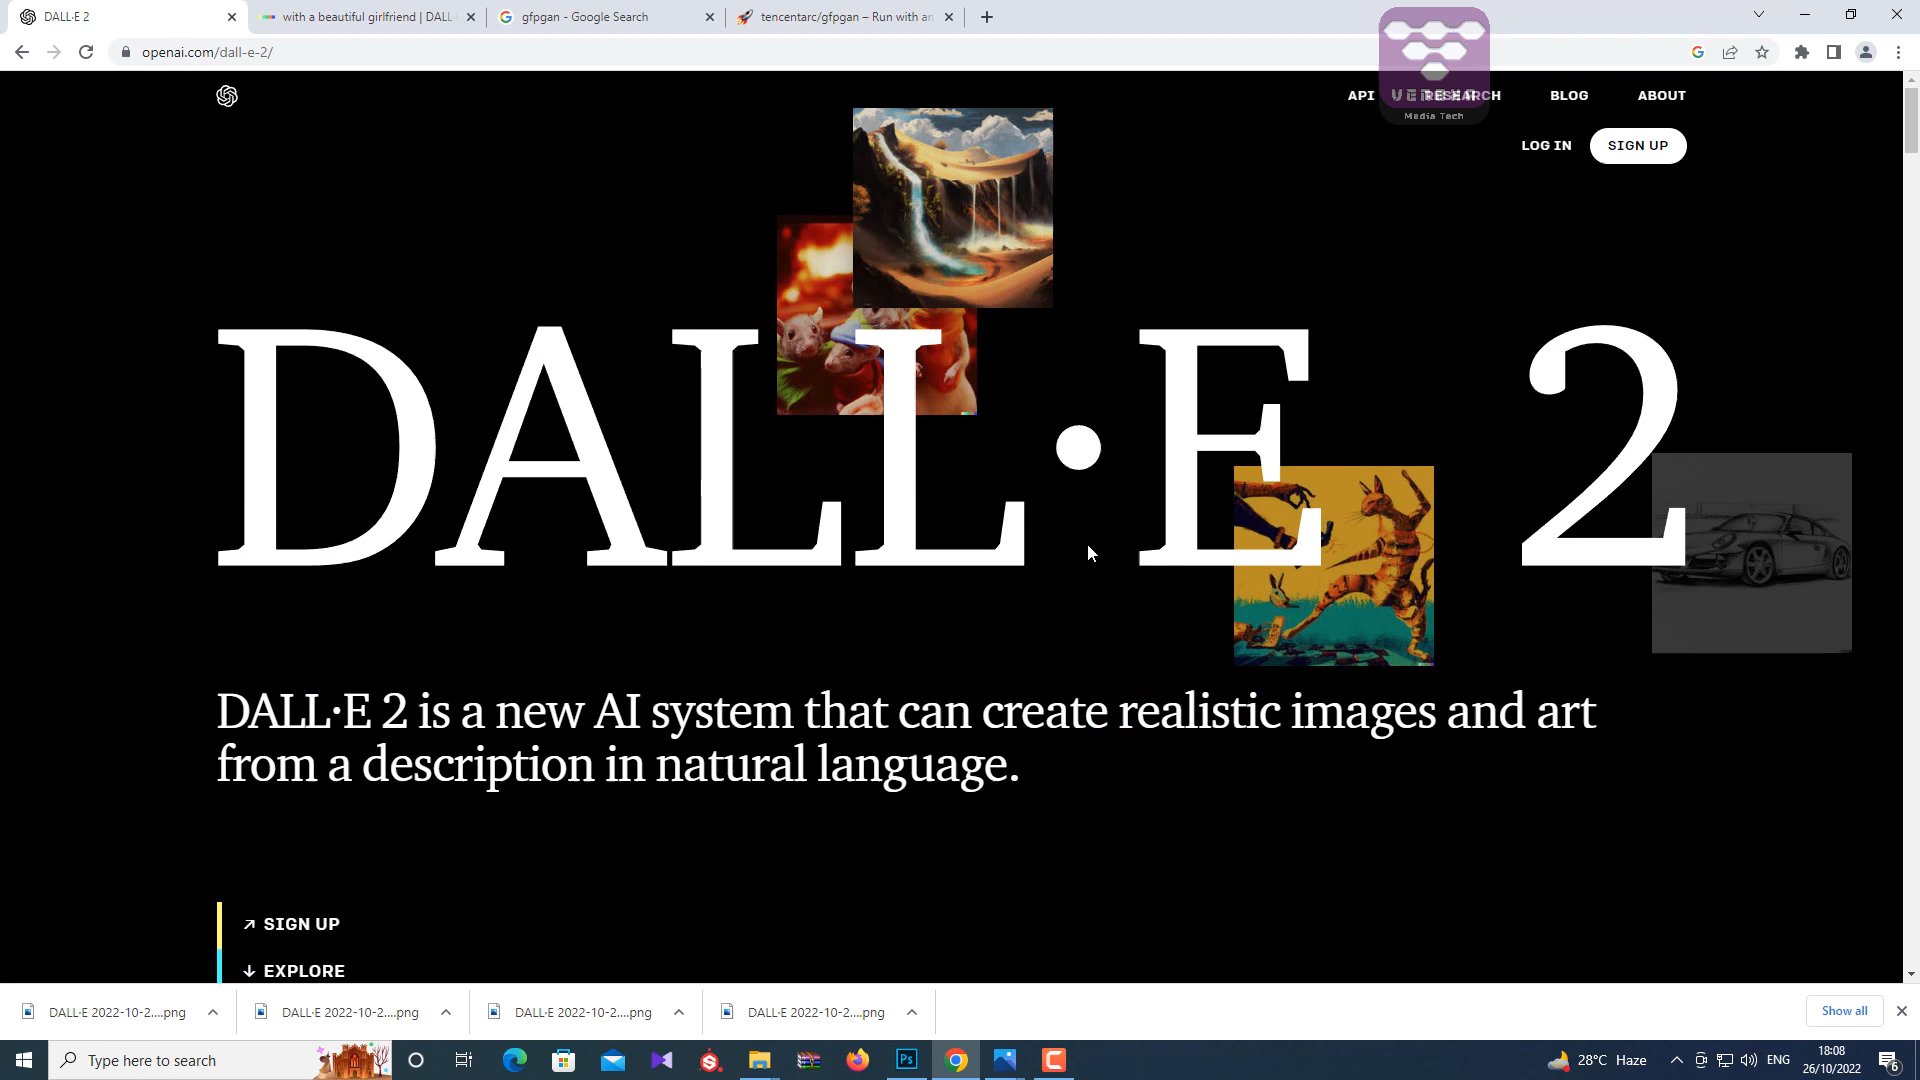 DALL·E 2
with a beautiful girlfriend | DALL·
gfpgan - Google Search
tencentarc/gfpgan – Run with an
openai.com/dall-e-2/
API
RESEARCH
BLOG
ABOUT
Media Tech
LOG IN
SIGN UP
DALL·E 2
DALL·E 2 is a new AI system that can create realistic images and art
from a description in natural language.
↗ SIGN UP
↓ EXPLORE
DALL·E 2022-10-2....png
DALL·E 2022-10-2....png
DALL·E 2022-10-2....png
DALL·E 2022-10-2....png
Show all
Type here to search
Ps
28°C Haze
ENG
18:08
26/10/2022
6